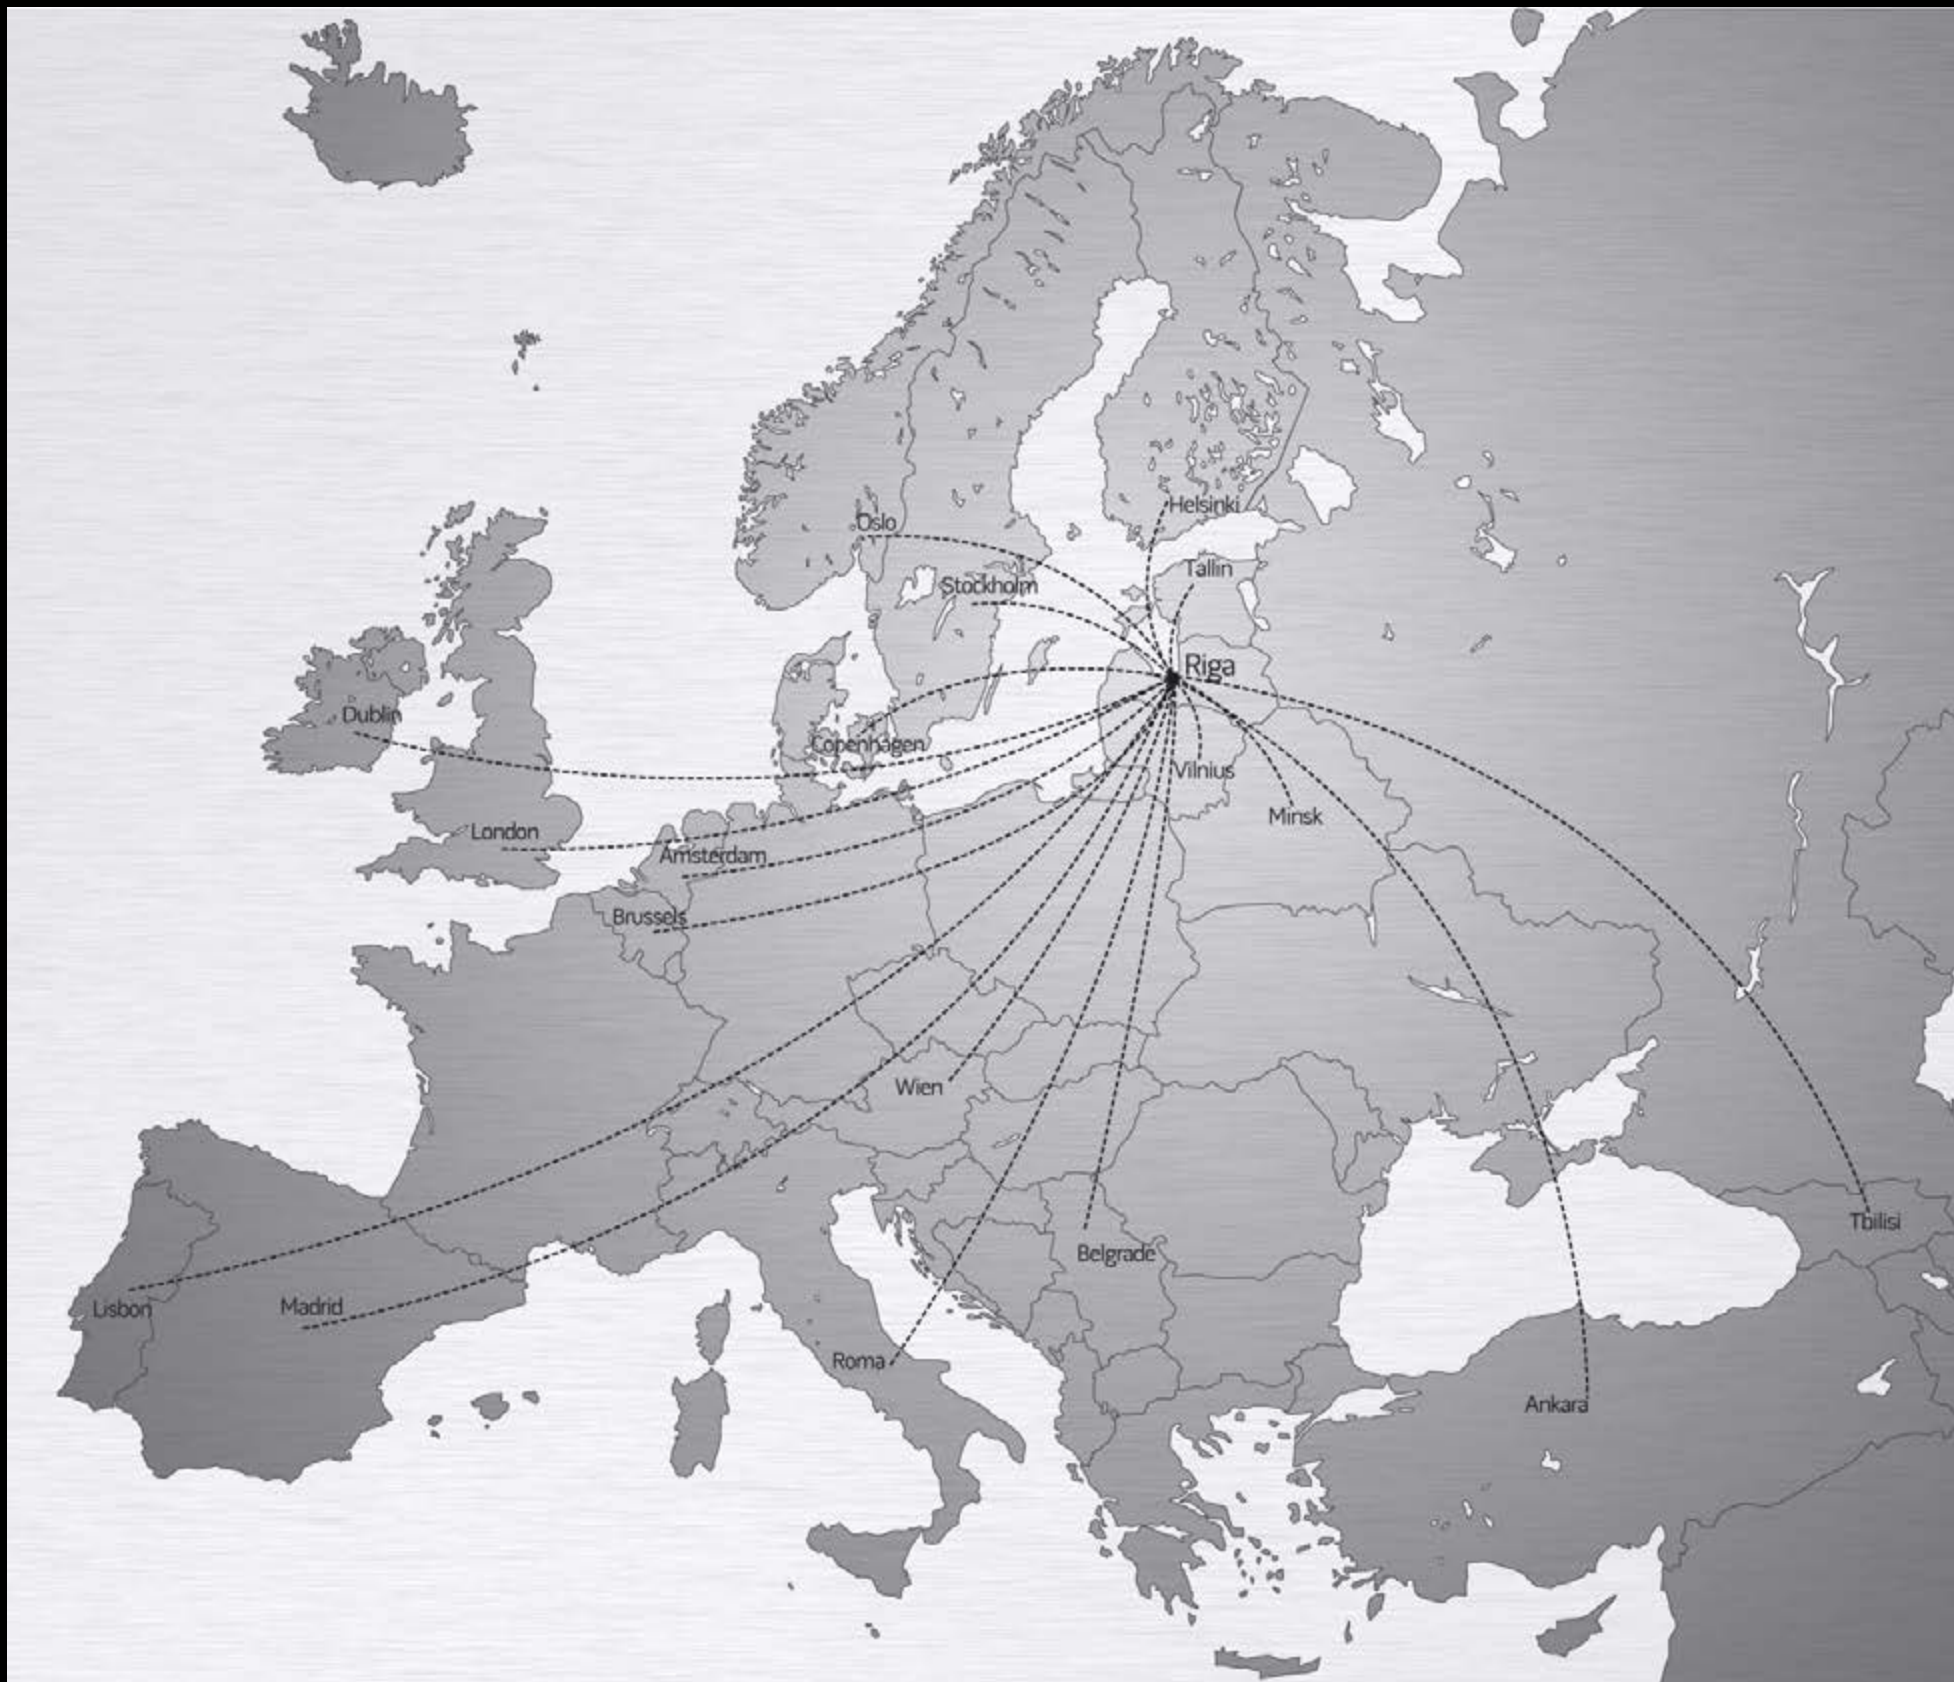 Helsinki
Oslo
Tallin
Stockholm
Riga
Dublin
Copenhagen
Vilnius
Minsk
London
Amsterdam
Brussels
Wien
Tbilisi
Belgrade
Lisbon
Madrid
Roma
Ankara